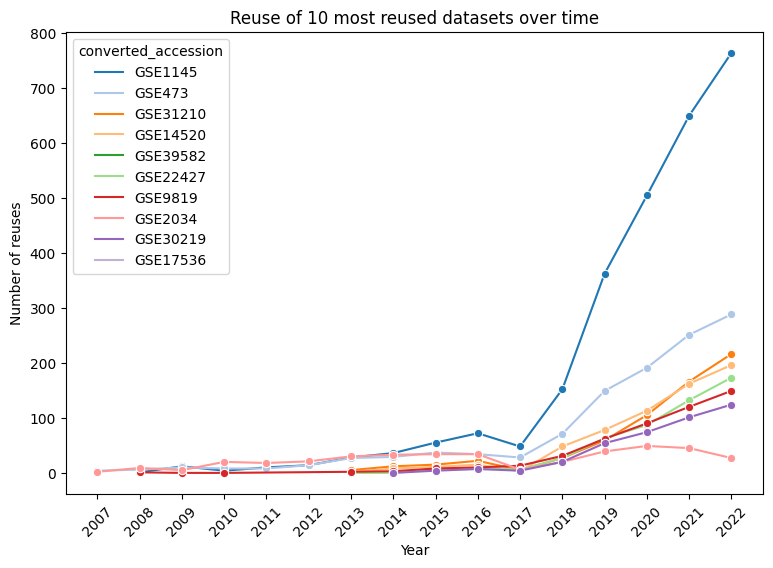 Reuse of 10 most reused datasets over time
converted_accession
GSE1145
GSE473
GSE31210
GSE14520
GSE39582
GSE22427
GSE9819
GSE2034
GSE30219
GSE17536
800
700
600
500
400
300
200
100
0
Number of reuses
2007 2008 2009 2010 2011 2012 2013 2014 2015 2016 2017 2018 2019 2020 2021 2022
Year